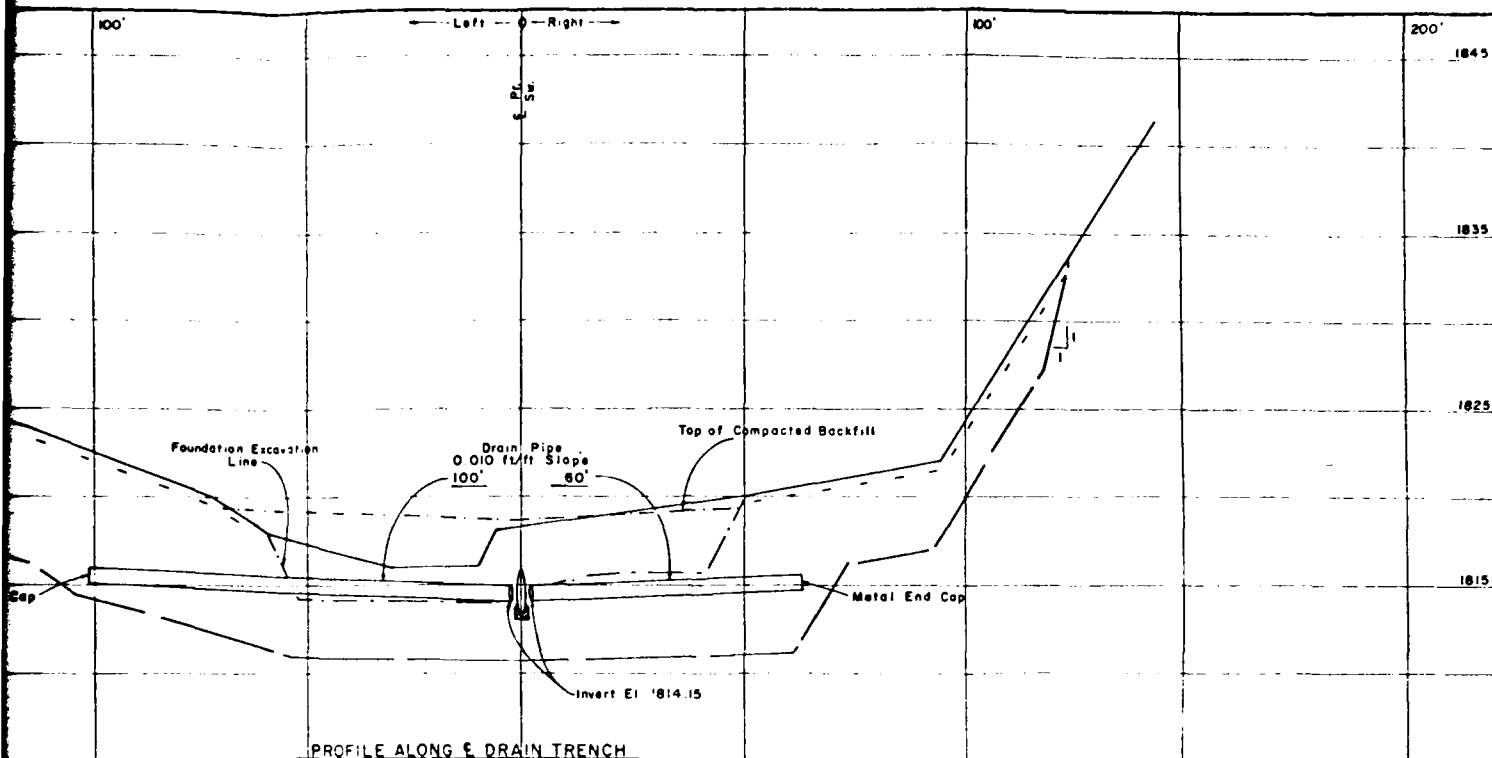 100'
Left
Right
100'
200'
1845
℄ Pr. Sw.
1835
1825
Foundation Excavation
Line
Drain Pipe
0.010 ft/ft Slope
100'
60'
Top of Compacted Backfill
1
1
1815
Cap
Metal End Cap
Invert El 1814.15
PROFILE ALONG ℄ DRAIN TRENCH